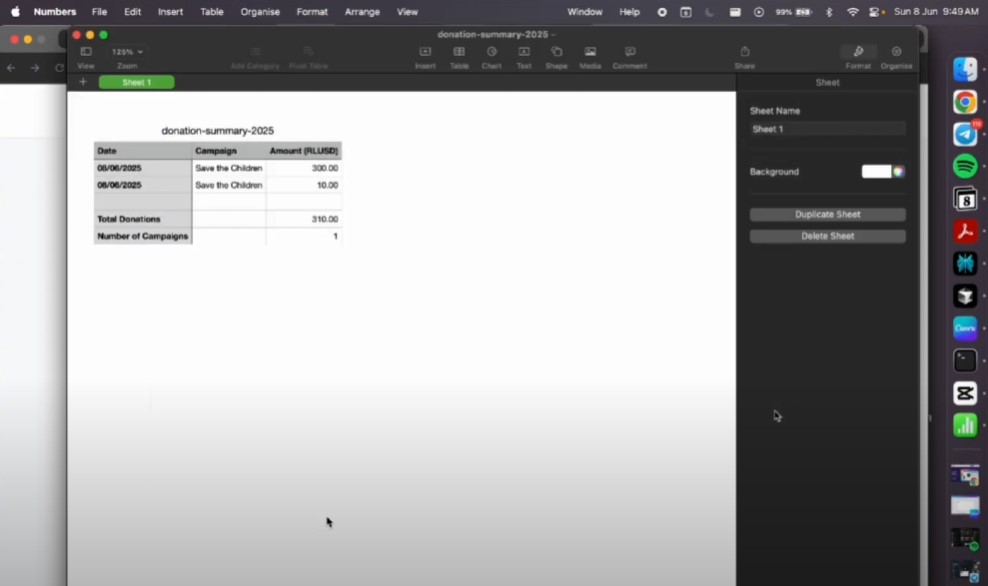 Numbers File Edit Insert Table Organise Format Arrange View Window Help 99% Sun 8 Jun 9:49 AM
donation-summary-2025
125%
View Zoom Add Category Pivot Table Insert Table Chart Text Shape Media Comment Share Format Organise
+ Sheet 1
Sheet
Sheet Name
Sheet 1
Background
Duplicate Sheet
Delete Sheet
donation-summary-2025
Date Campaign Amount (RLUSD)
08/06/2025 Save the Children 300.00
08/06/2025 Save the Children 10.00
Total Donations 310.00
Number of Campaigns 1
8
Canva